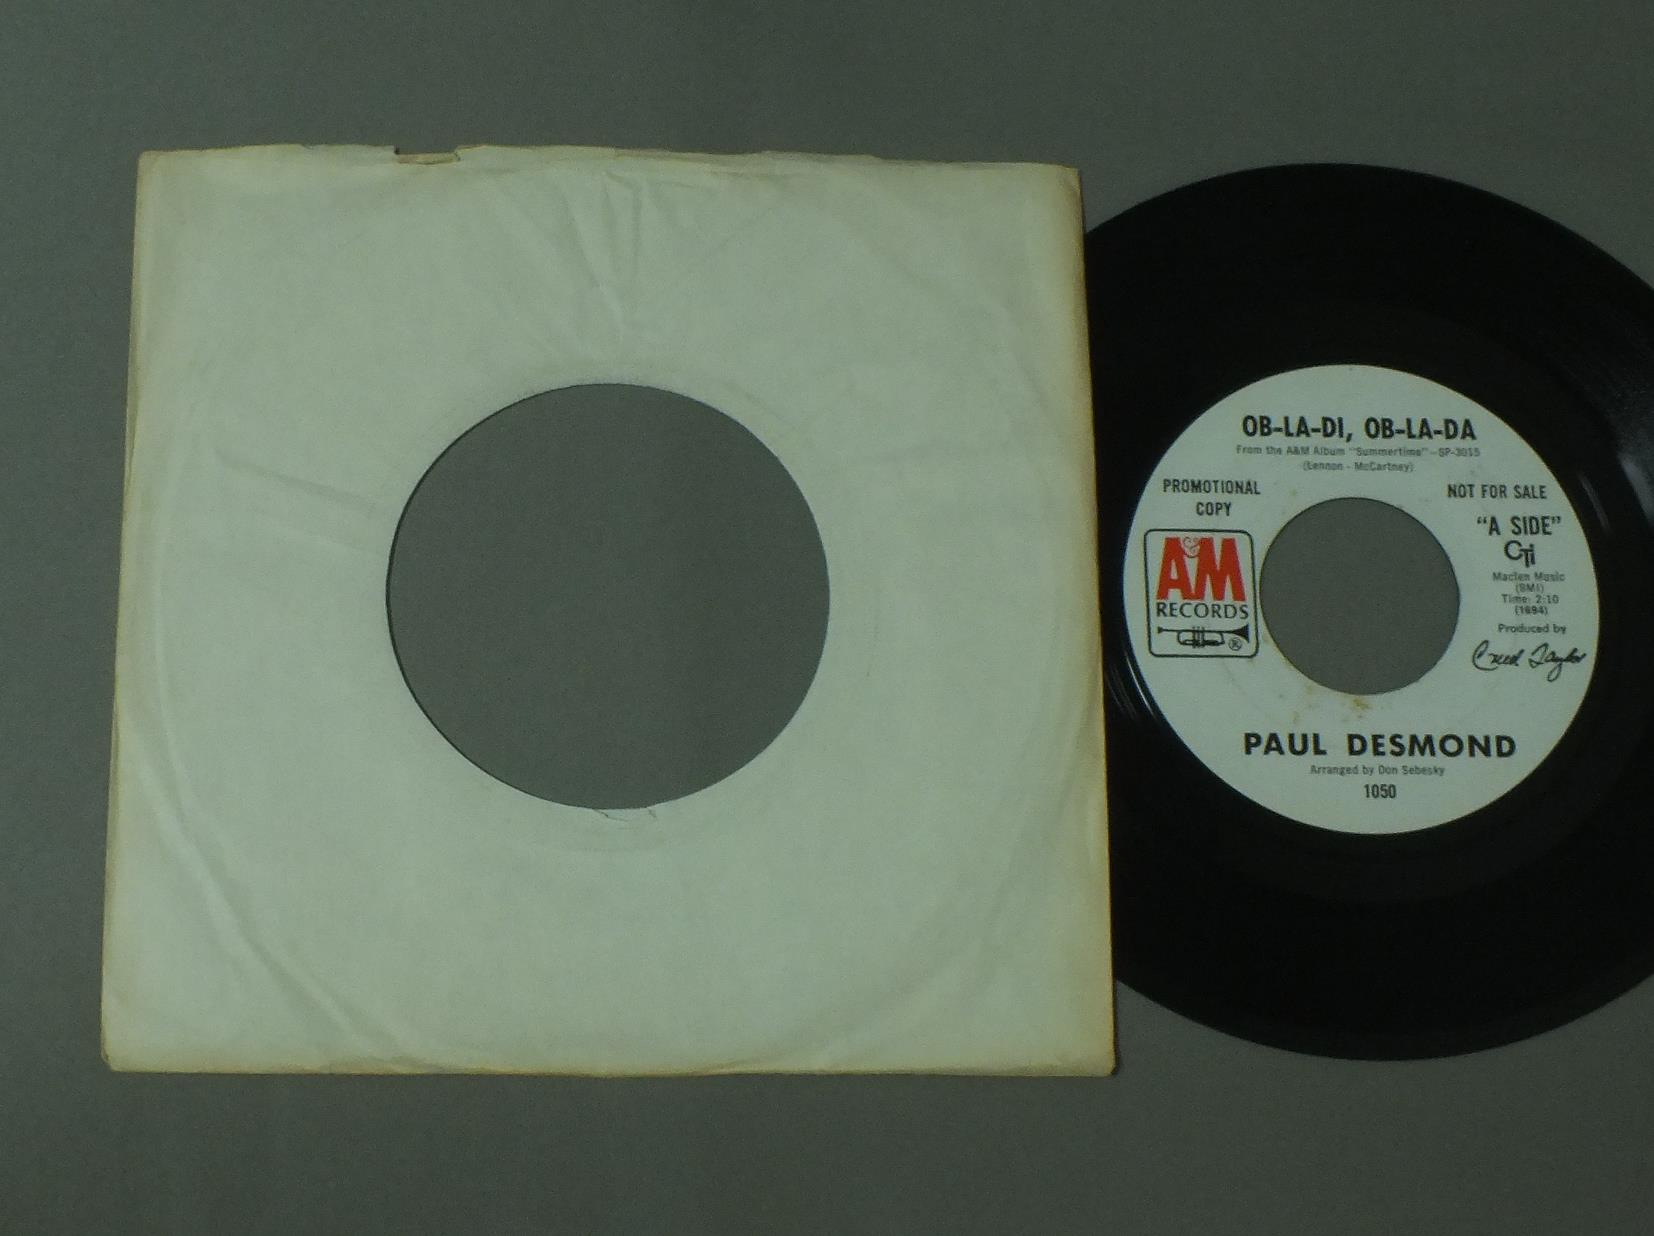 OB-LA-DI, OB-LA-DA
From the A&M Album "Summertime"-SP-3015
(Lennon - McCartney)
PROMOTIONAL
COPY
NOT FOR SALE
"A SIDE"
CTi
Maclen Music
(BMI)
Time: 2:10
(1694)
Produced by
Creed Taylor
A&M
RECORDS
®
PAUL DESMOND
Arranged by Don Sebesky
1050